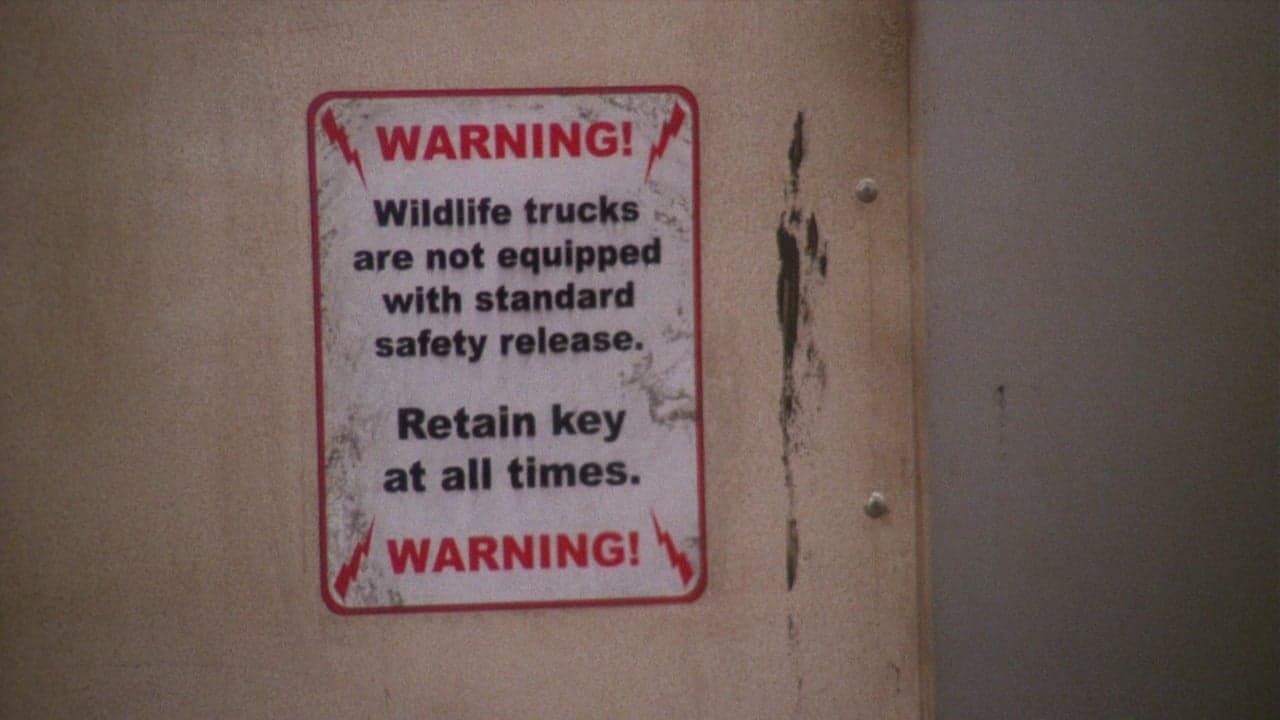 WARNING!
Wildlife trucks
are not equipped
with standard
safety release.
Retain key
at all times.
WARNING!